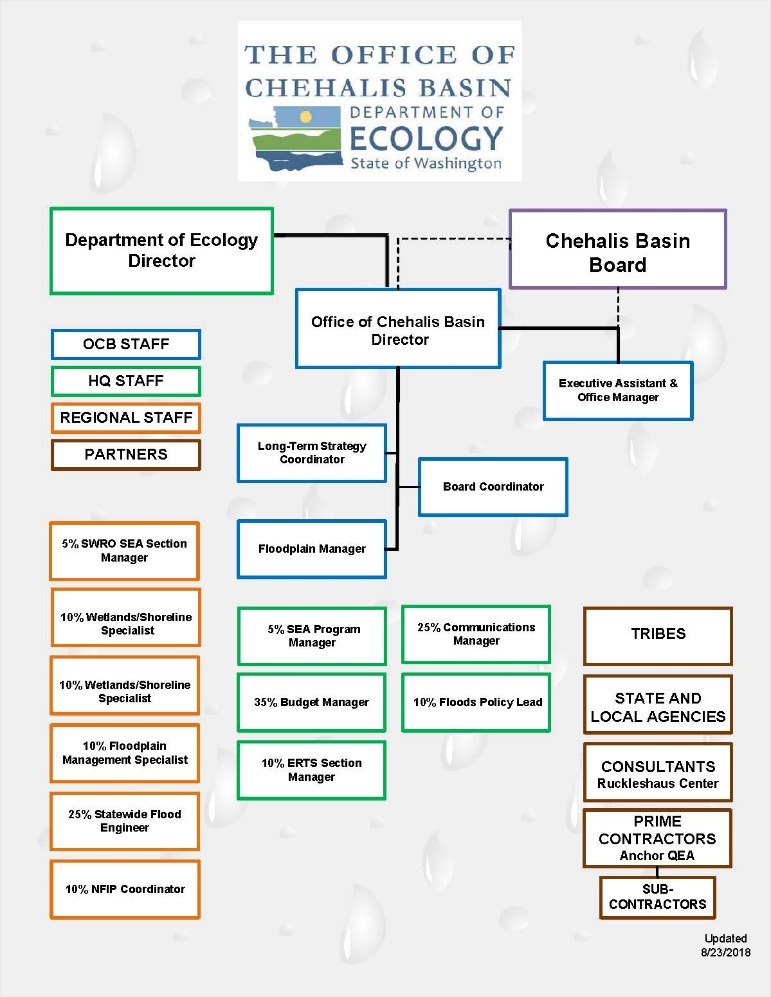 THE OFFICE OF
CHEHALIS BASIN
DEPARTMENT OF
ECOLOGY
State of Washington
Department of Ecology
Director
Chehalis Basin
Board
Office of Chehalis Basin
Director
OCB STAFF
HQ STAFF
REGIONAL STAFF
PARTNERS
Executive Assistant &
Office Manager
Long-Term Strategy
Coordinator
Board Coordinator
Floodplain Manager
5% SWRO SEA Section
Manager
10% Wetlands/Shoreline
Specialist
10% Wetlands/Shoreline
Specialist
10% Floodplain
Management Specialist
25% Statewide Flood
Engineer
10% NFIP Coordinator
5% SEA Program
Manager
35% Budget Manager
10% ERTS Section
Manager
25% Communications
Manager
10% Floods Policy Lead
TRIBES
STATE AND
LOCAL AGENCIES
CONSULTANTS
Ruckleshaus Center
PRIME
CONTRACTORS
Anchor QEA
SUB-
CONTRACTORS
Updated
8/23/2018